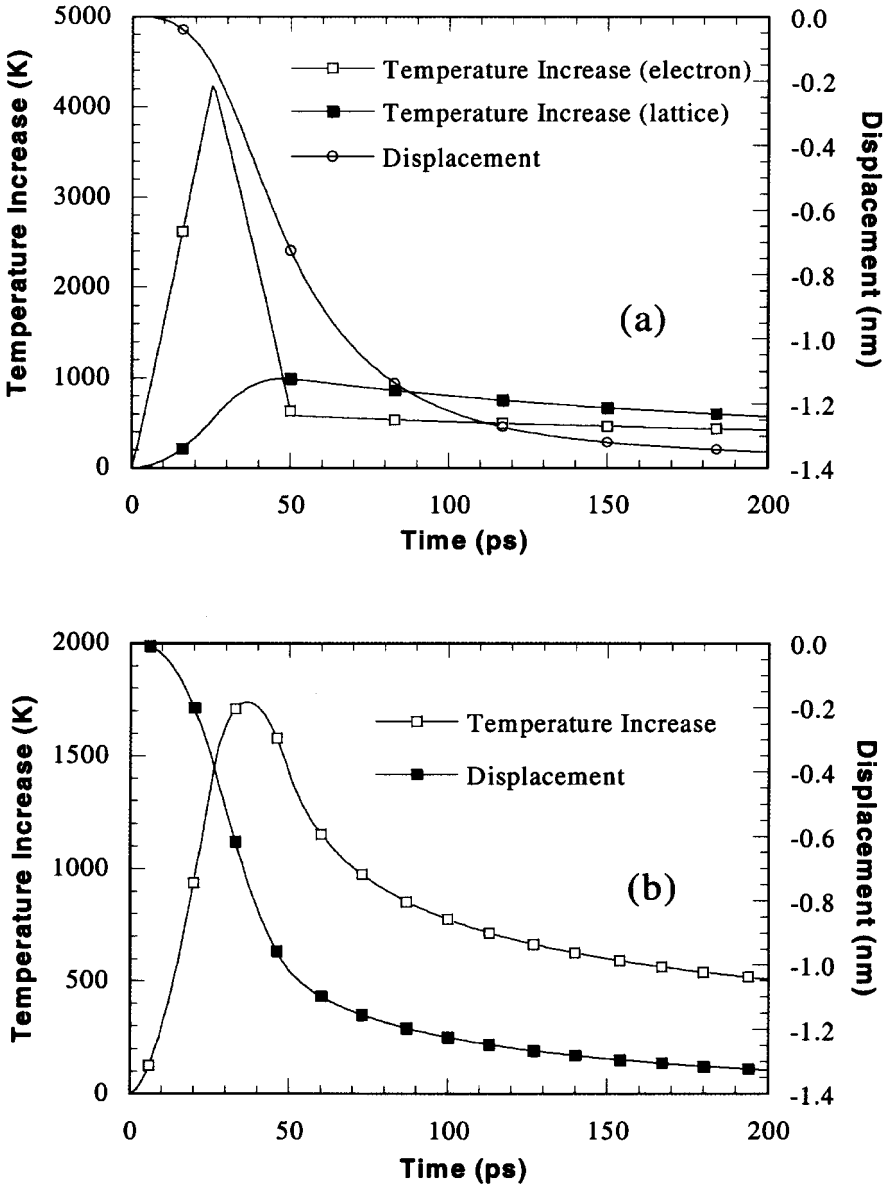 5000
4000
3000
2000
1000
0
Temperature Increase (K)
0.0
-0.2
-0.4
-0.6
-0.8
-1.0
-1.2
-1.4
Displacement (nm)
Temperature Increase (electron)
Temperature Increase (lattice)
Displacement
(a)
0
50
100
150
200
Time (ps)
2000
1500
1000
500
0
Temperature Increase (K)
0.0
-0.2
-0.4
-0.6
-0.8
-1.0
-1.2
-1.4
Displacement (nm)
Temperature Increase
Displacement
(b)
0
50
100
150
200
Time (ps)